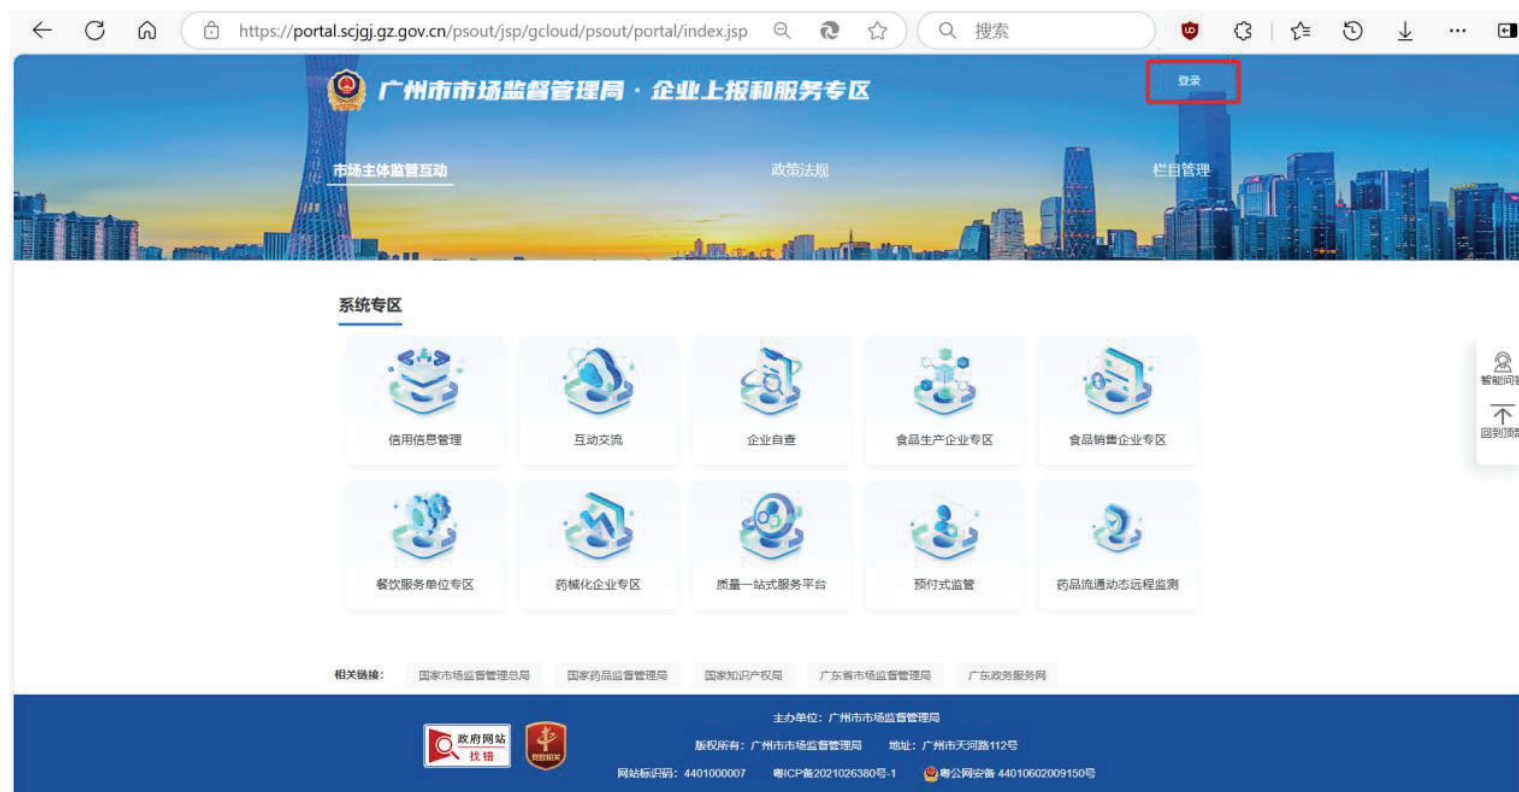 https://portal.scjgj.gz.gov.cn/psout/jsp/gcloud/psout/portal/index.jsp 搜索
广州市市场监督管理局·企业上报和服务专区 登录
市场主体监管互动 政策法规 栏目管理
系统专区
信用信息管理 互动交流 企业自查 食品生产企业专区 食品销售企业专区
智能问答
回到顶部
餐饮服务单位专区 药械化企业专区 质量一站式服务平台 预付式监管 药品流通动态远程监测
相关链接: 国家市场监督管理总局 国家药品监督管理局 国家知识产权局 广东省市场监督管理局 广东政务服务网
主办单位:广州市市场监督管理局
政府网站
找错
党政机关
版权所有:广州市市场监督管理局 地址:广州市天河路112号
网站标识码:4401000007 粤ICP备2021026380号-1 粤公网安备 44010602009150号